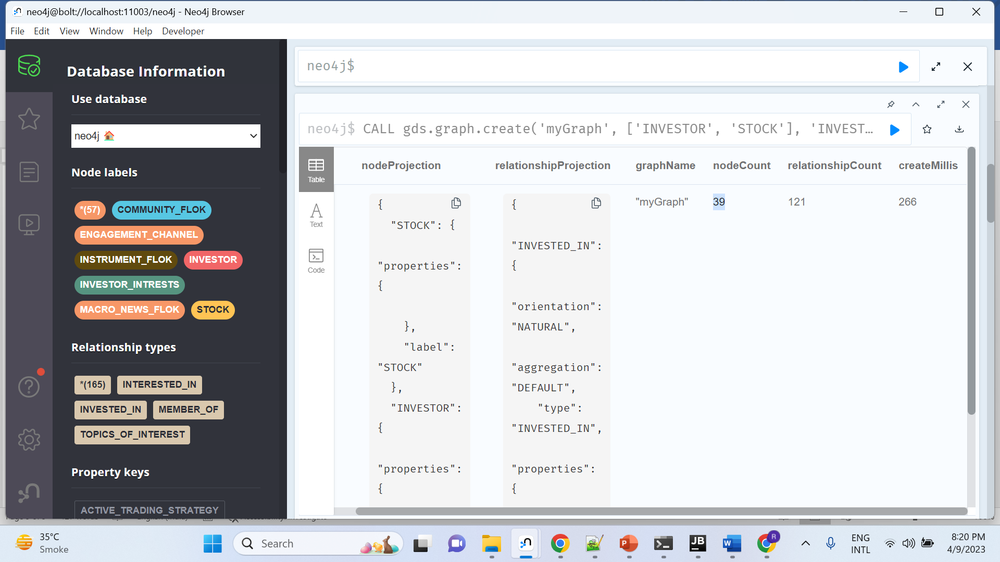 neo4j@bolt://localhost:11003/neo4j - Neo4j Browser
File Edit View Window Help Developer
Database Information
Use database
neo4j
Node labels
*(57) COMMUNITY_FLOK
ENGAGEMENT_CHANNEL
INSTRUMENT_FLOK INVESTOR
INVESTOR_INTRESTS
MACRO_NEWS_FLOK STOCK
Relationship types
*(165) INTERESTED_IN
INVESTED_IN MEMBER_OF
TOPICS_OF_INTEREST
Property keys
ACTIVE_TRADING_STRATEGY
neo4j$
neo4j$ CALL gds.graph.create('myGraph', ['INVESTOR', 'STOCK'], 'INVEST…
Table
Text
Code
nodeProjection relationshipProjection graphName nodeCount relationshipCount createMillis
{
"STOCK": {
"properties":
{
},
"label":
"STOCK"
},
"INVESTOR":
{
"properties":
{
{
"INVESTED_IN":
{
"orientation":
"NATURAL",
"aggregation":
"DEFAULT",
"type":
"INVESTED_IN",
"properties":
{
"myGraph" 39 121 266
35°C
Smoke
Search
JB
R
ENG
INTL
8:20 PM
4/9/2023